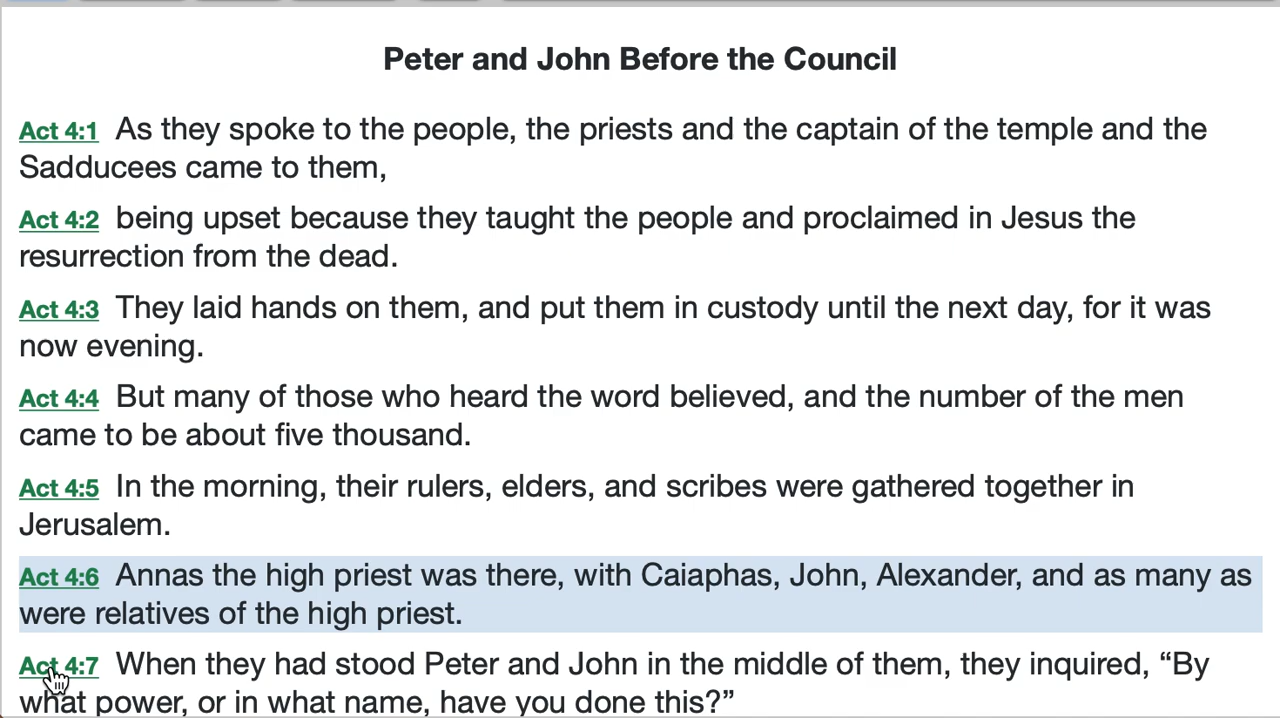 Peter and John Before the Council
Act 4:1 As they spoke to the people, the priests and the captain of the temple and the
Sadducees came to them,
Act 4:2 being upset because they taught the people and proclaimed in Jesus the
resurrection from the dead.
Act 4:3 They laid hands on them, and put them in custody until the next day, for it was
now evening.
Act 4:4 But many of those who heard the word believed, and the number of the men
came to be about five thousand.
Act 4:5 In the morning, their rulers, elders, and scribes were gathered together in
Jerusalem.
Act 4:6 Annas the high priest was there, with Caiaphas, John, Alexander, and as many as
were relatives of the high priest.
Act 4:7 When they had stood Peter and John in the middle of them, they inquired, “By
what power, or in what name, have you done this?”